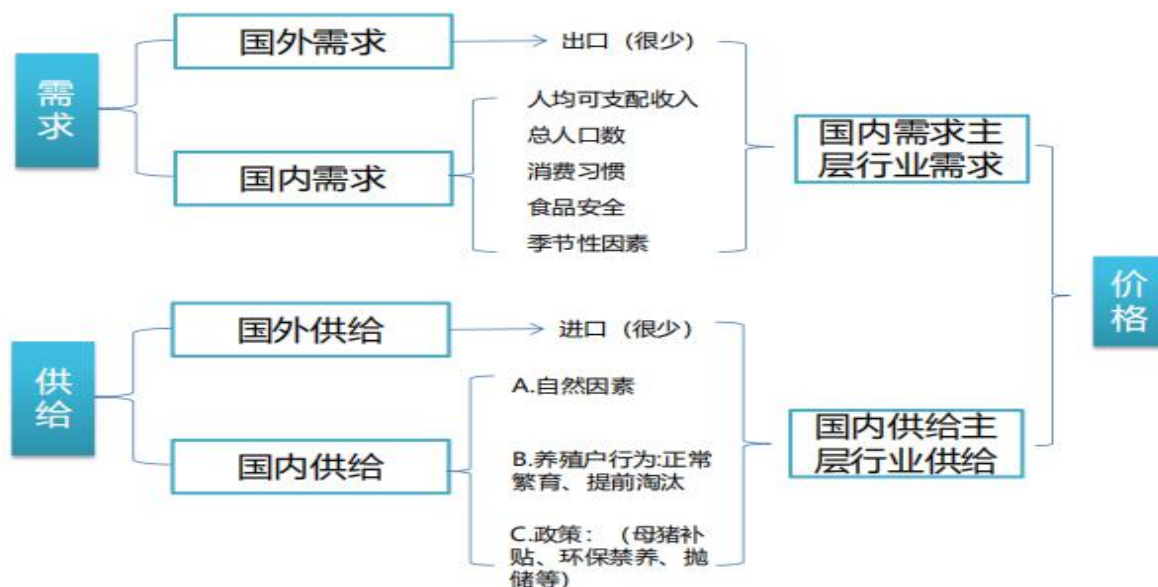 需求
国外需求
出口（很少）
国内需求
人均可支配收入
总人口数
消费习惯
食品安全
季节性因素
国内需求主
层行业需求
价格
供给
国外供给
进口（很少）
国内供给
A.自然因素
B.养殖户行为:正常
繁育、提前淘汰
C.政策：（母猪补
贴、环保禁养、抛
储等）
国内供给主
层行业供给